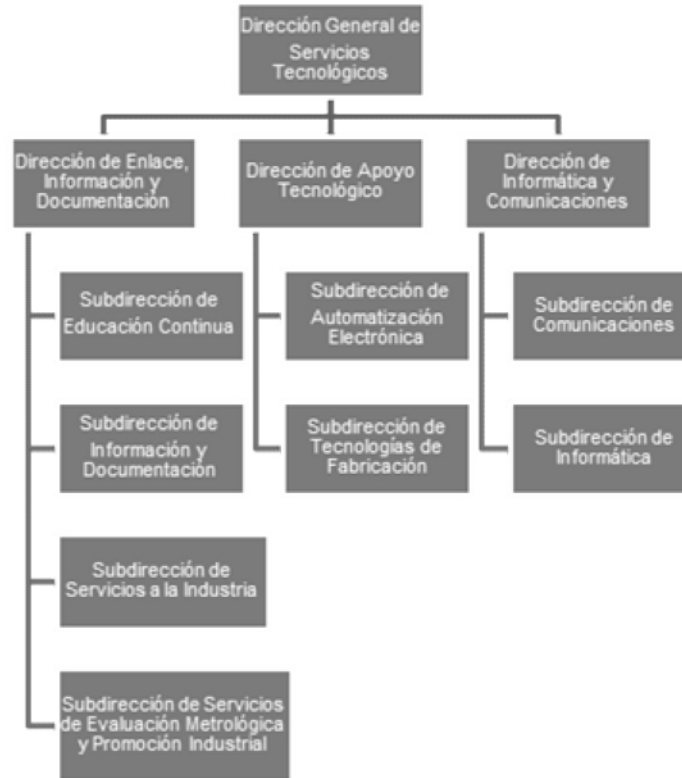 Dirección General de
Servicios
Tecnológicos
Dirección de Enlace,
Información y
Documentación
Dirección de Apoyo
Tecnológico
Dirección de
Informática y
Comunicaciones
Subdirección de
Educación Continua
Subdirección de
Automatización
Electrónica
Subdirección de
Comunicaciones
Subdirección de
Información y
Documentación
Subdirección de
Tecnologías de
Fabricación
Subdirección de
Informática
Subdirección de
Servicios a la Industria
Subdirección de Servicios
de Evaluación Metrológica
y Promoción Industrial